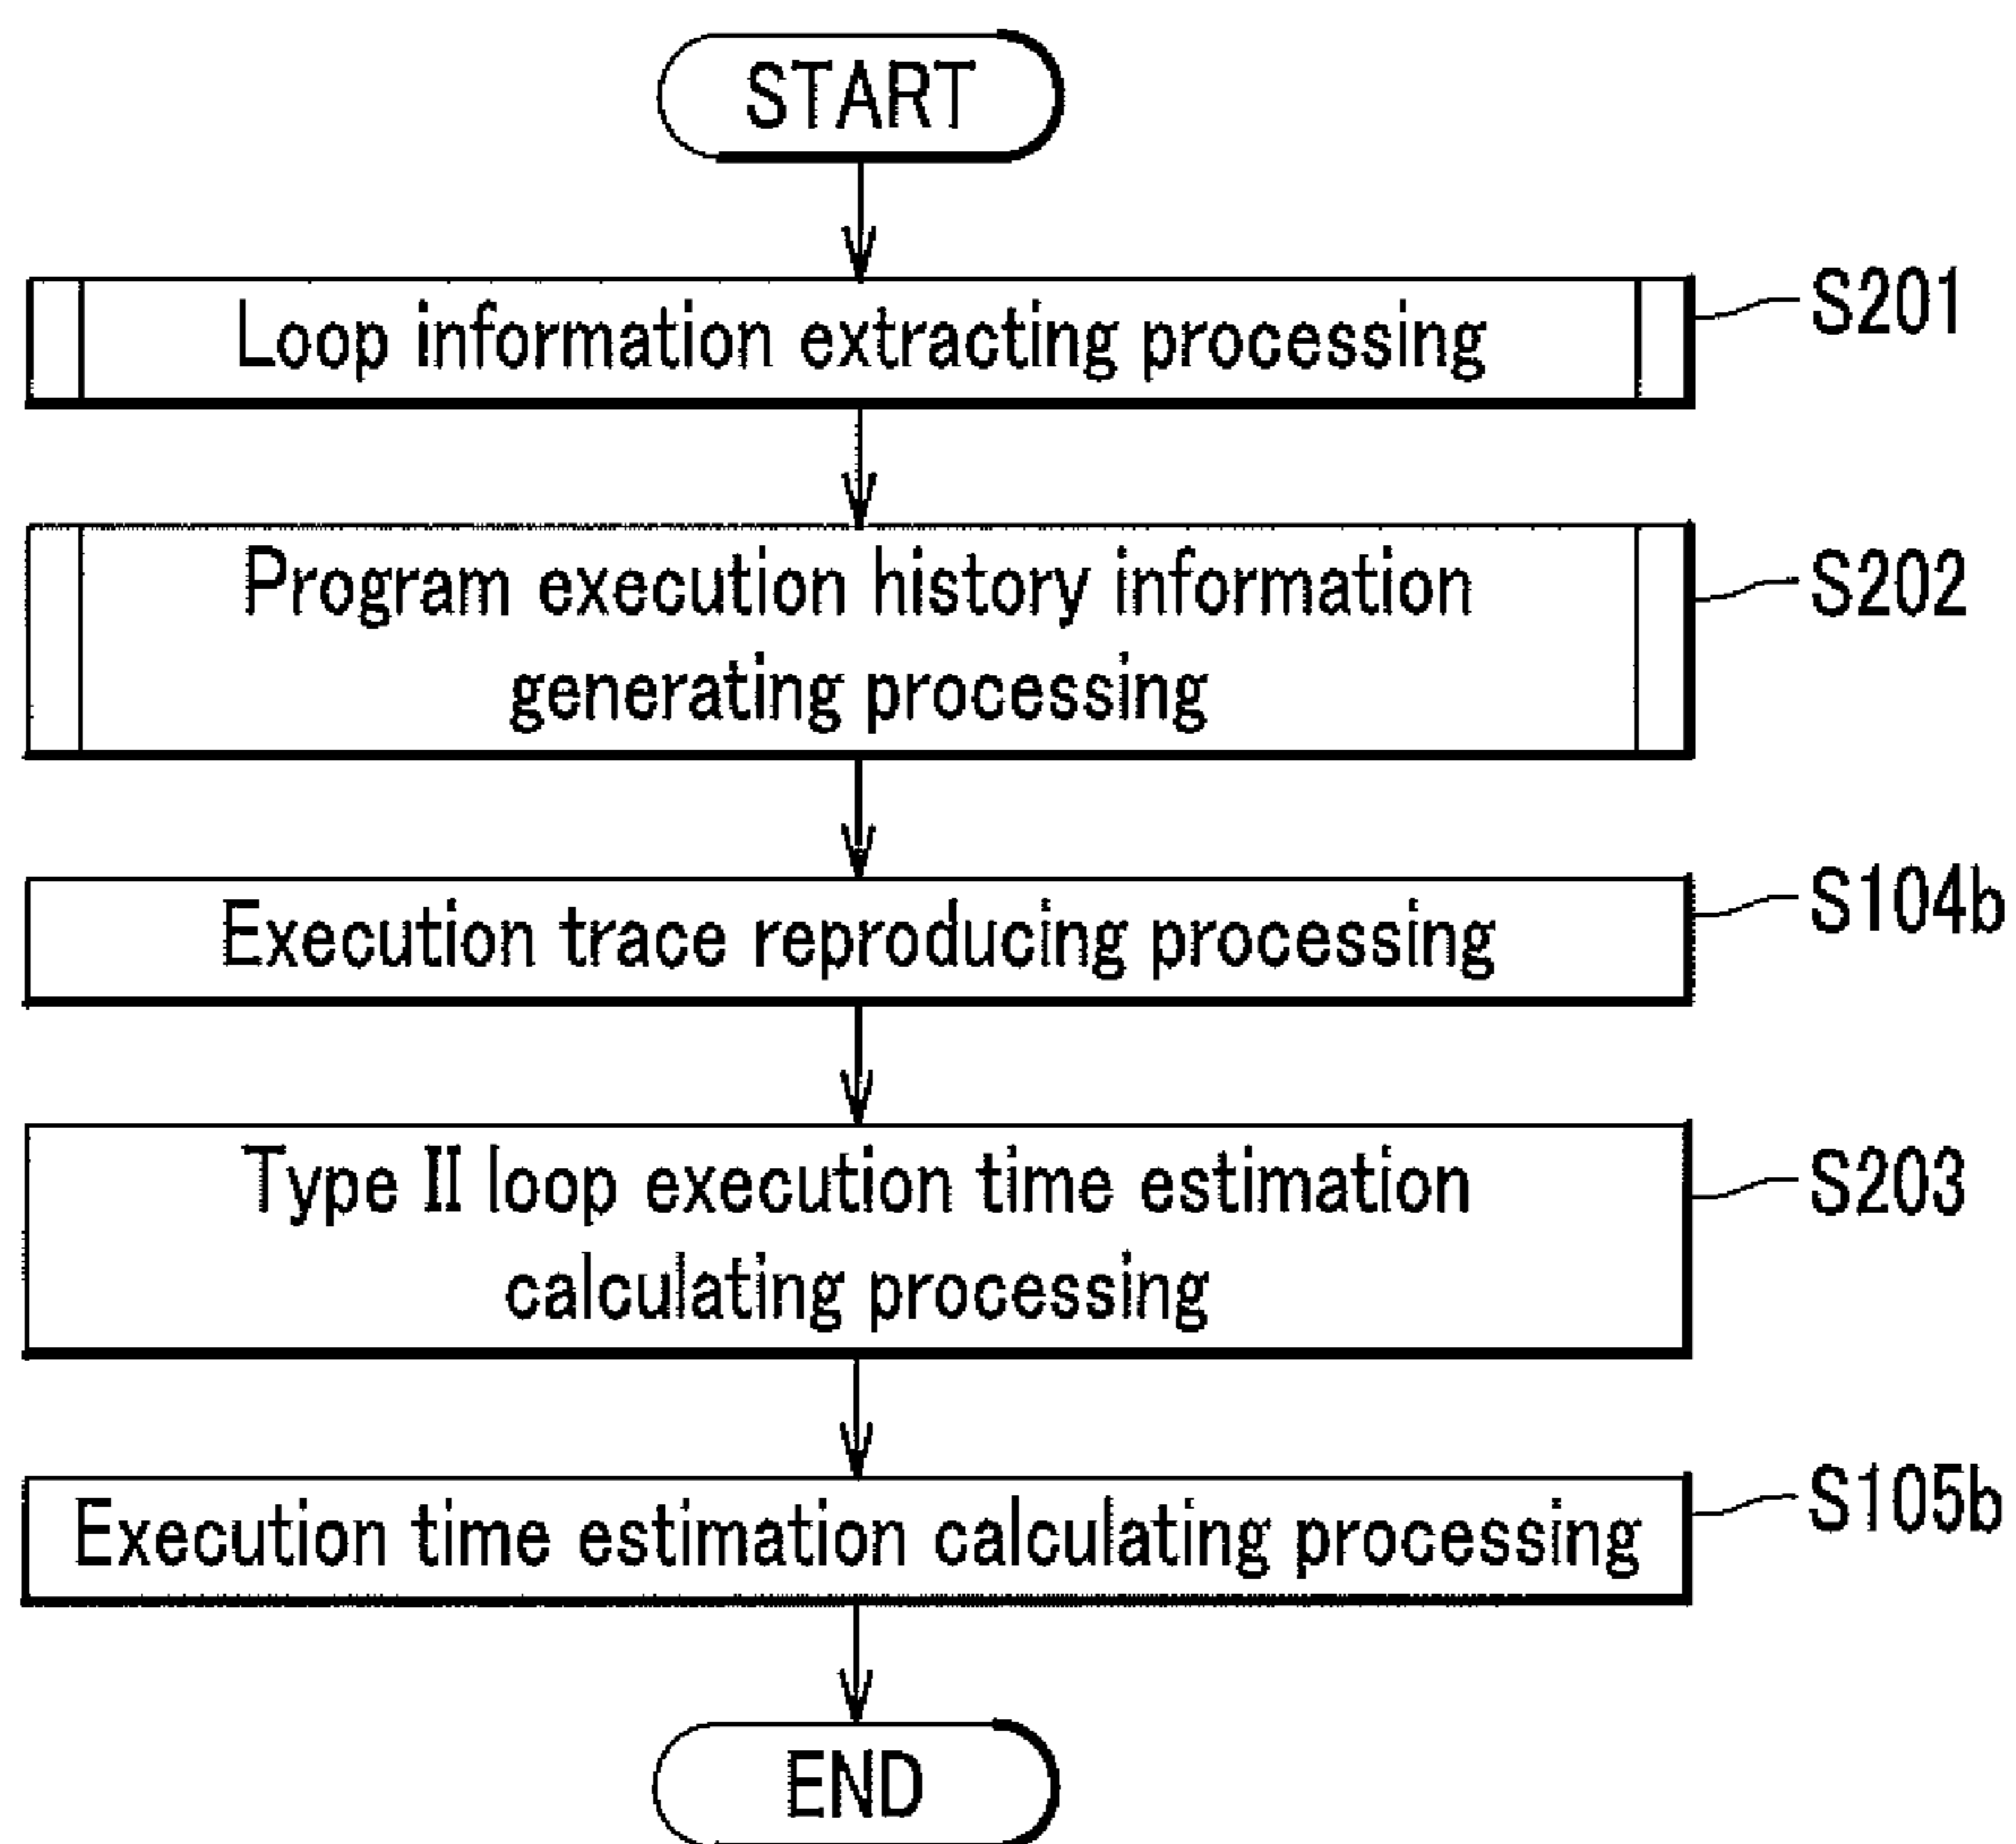 START
Loop information extracting processing
S201
Program execution history information
generating processing
S202
Execution trace reproducing processing
S104b
Type II loop execution time estimation
calculating processing
S203
Execution time estimation calculating processing
S105b
END